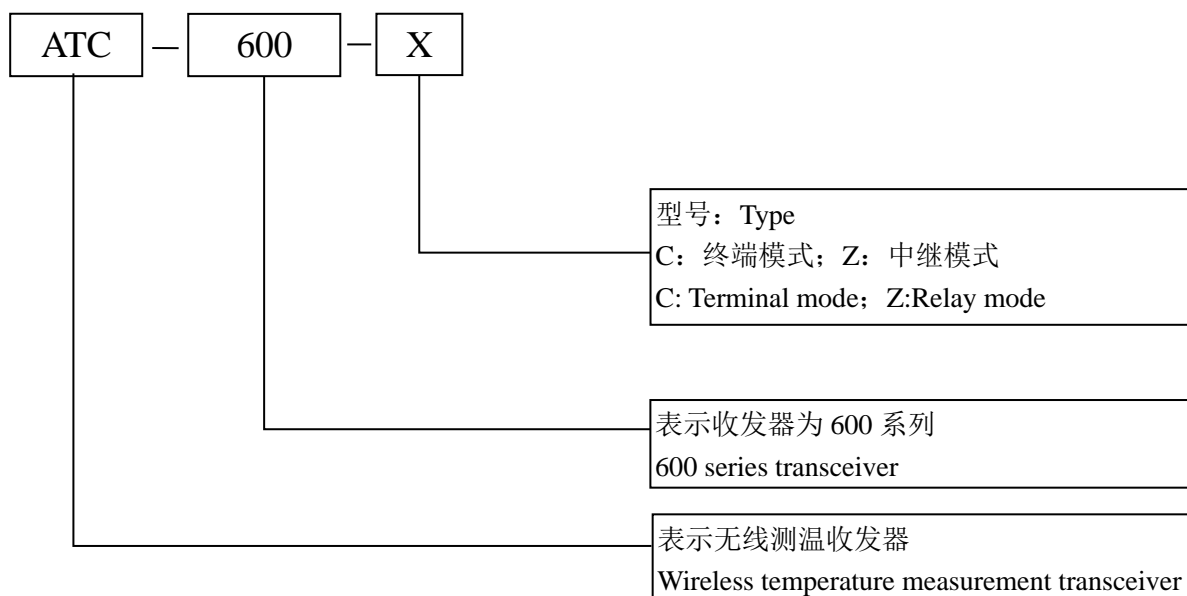 ATC — 600 — X
型号：Type
C：终端模式；Z：中继模式
C: Terminal mode；Z:Relay mode
表示收发器为 600 系列
600 series transceiver
表示无线测温收发器
Wireless temperature measurement transceiver